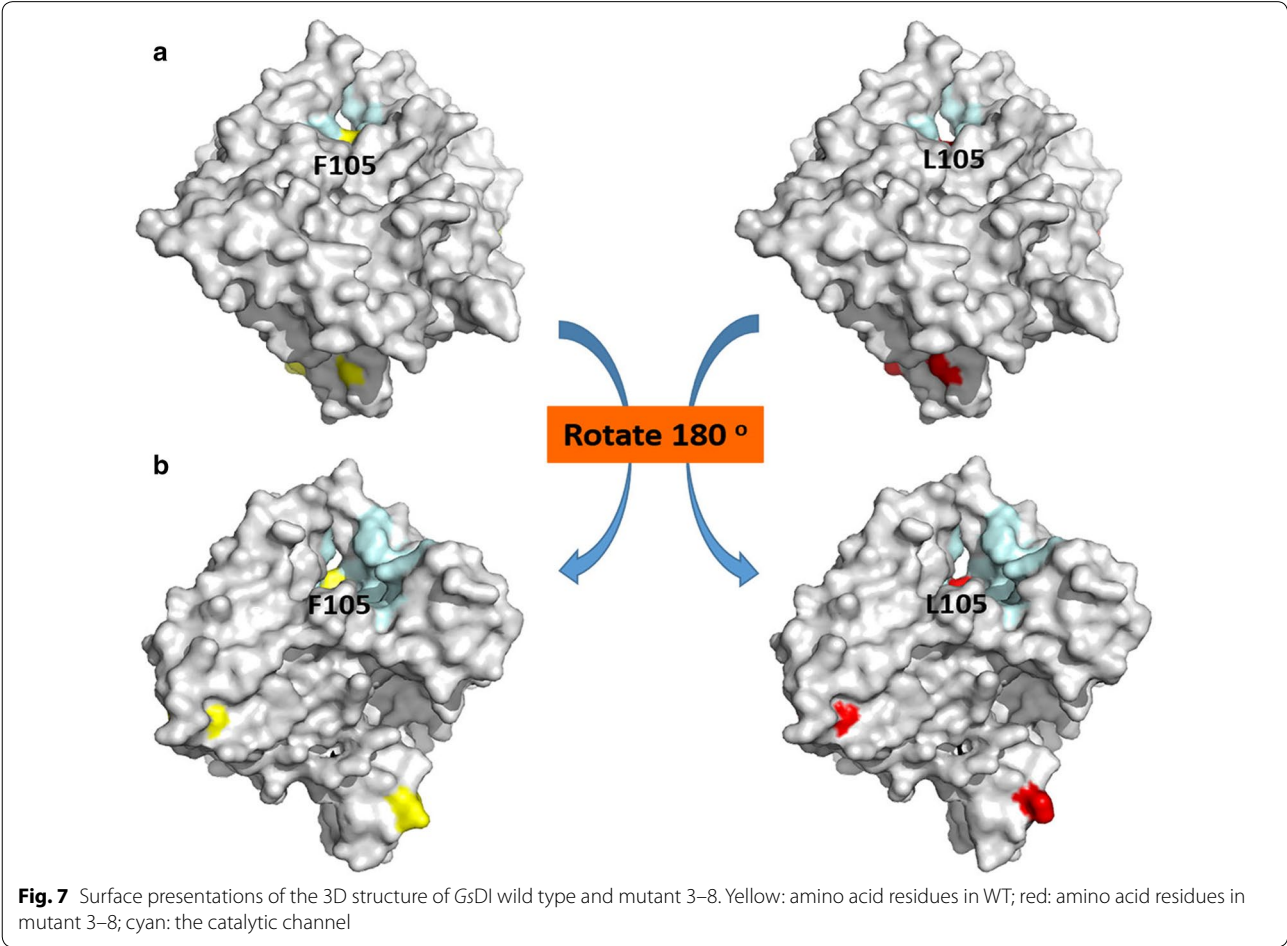 a
F105
L105
Rotate 180 º
b
F105
L105
Fig. 7 Surface presentations of the 3D structure of GsDI wild type and mutant 3–8. Yellow: amino acid residues in WT; red: amino acid residues in
mutant 3–8; cyan: the catalytic channel